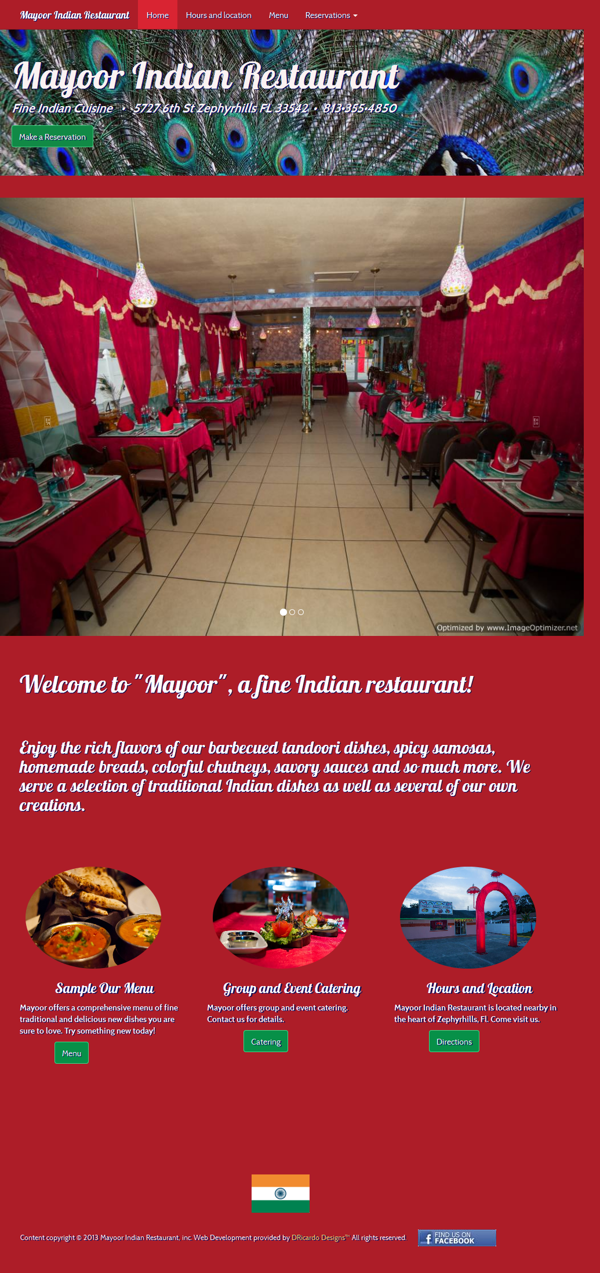 Mayoor Indian Restaurant Home Hours and location Menu Reservations
Mayoor Indian Restaurant
Fine Indian Cuisine • 5727 6th St Zephyrhills FL 33542 • 813-355-4850
Make a Reservation
Optimized by www.ImageOptimizer.net
Welcome to "Mayoor", a fine Indian restaurant!
Enjoy the rich flavors of our barbecued tandoori dishes, spicy samosas,
homemade breads, colorful chutneys, savory sauces and so much more. We
serve a selection of traditional Indian dishes as well as several of our own
creations.
Sample Our Menu
Mayoor offers a comprehensive menu of fine
traditional and delicious new dishes you are
sure to love. Try something new today!
Menu
Group and Event Catering
Mayoor offers group and event catering.
Contact us for details.
Catering
Hours and Location
Mayoor Indian Restaurant is located nearby in
the heart of Zephyrhills, Fl. Come visit us.
Directions
Content copyright © 2013 Mayoor Indian Restaurant, inc. Web Development provided by DRicardo Designs™ All rights reserved
FIND US ON
FACEBOOK